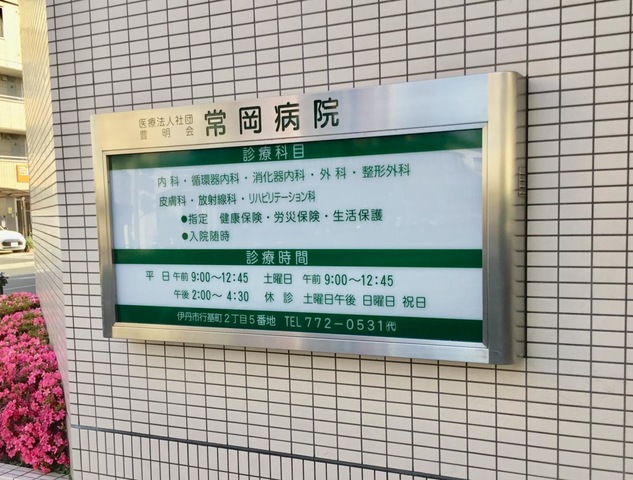 医療法人社団
豊明会
常岡病院
診療科目
内科・循環器内科・消化器内科・外科・整形外科
皮膚科・放射線科・リハビリテーション科
●指定 健康保険・労災保険・生活保護
●入院随時
診療時間
平日 午前 9:00～12:45 土曜日 午前 9:00～12:45
午後 2:00～4:30 休診 土曜日午後 日曜日 祝日
伊丹市行基町2丁目5番地 TEL 772-0531(代)